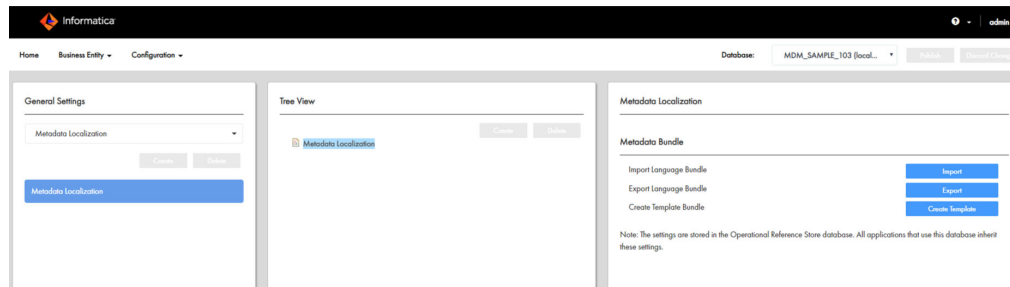 Informatica
admin
Home Business Entity Configuration
Database: MDM_SAMPLE_103 (local... Publish Discard Chang
General Settings
Metadata Localization
Create Delete
Metadata Localization
Tree View
Create Delete
Metadata Localization
Metadata Localization
Metadata Bundle
Import Language Bundle Import
Export Language Bundle Export
Create Template Bundle Create Template
Note: The settings are stored in the Operational Reference Store database. All applications that use this database inherit
these settings.